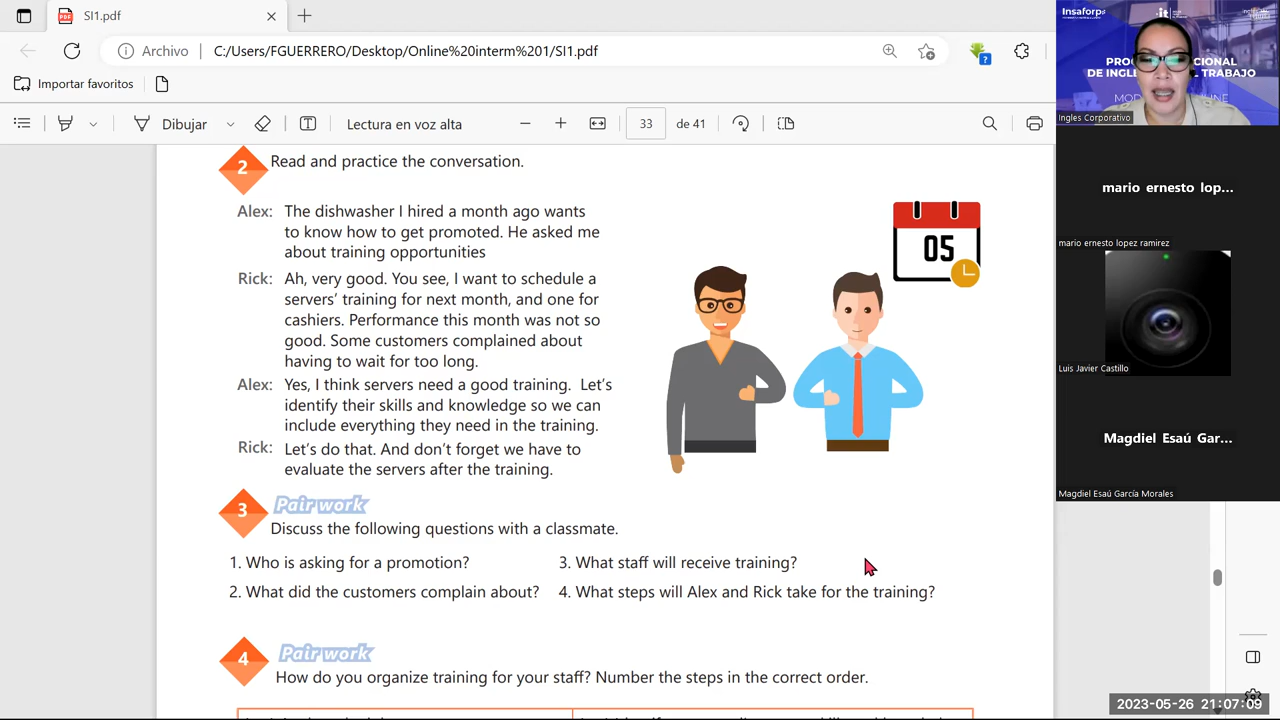 SI1.pdf
Archivo
C:/Users/FGUERRERO/Desktop/Online%20interm%201/SI1.pdf
Importar favoritos
Dibujar
Lectura en voz alta
33
de 41
2
Read and practice the conversation.
Alex: The dishwasher I hired a month ago wants
to know how to get promoted. He asked me
about training opportunities
Rick: Ah, very good. You see, I want to schedule a
servers' training for next month, and one for
cashiers. Performance this month was not so
good. Some customers complained about
having to wait for too long.
Alex: Yes, I think servers need a good training. Let's
identify their skills and knowledge so we can
include everything they need in the training.
Rick: Let's do that. And don't forget we have to
evaluate the servers after the training.
05
3
Pair work
Discuss the following questions with a classmate.
1. Who is asking for a promotion?
2. What did the customers complain about?
3. What staff will receive training?
4. What steps will Alex and Rick take for the training?
4
Pair work
How do you organize training for your staff? Number the steps in the correct order.
Insaforp
Ingles Corporativo
mario ernesto lop...
mario ernesto lopez ramirez
Luis Javier Castillo
Magdiel Esaú Gar...
Magdiel Esaú García Morales
2023-05-26 21:07:09